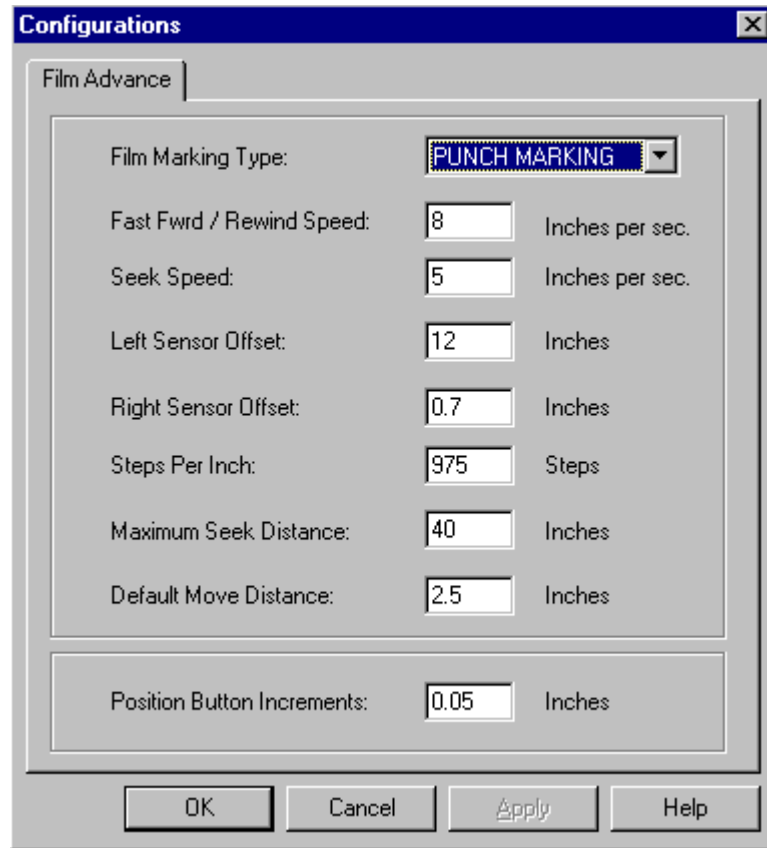 Configurations
Film Advance
Film Marking Type: PUNCH MARKING
Fast Fwrd / Rewind Speed: 8 Inches per sec.
Seek Speed: 5 Inches per sec.
Left Sensor Offset: 12 Inches
Right Sensor Offset: 0.7 Inches
Steps Per Inch: 975 Steps
Maximum Seek Distance: 40 Inches
Default Move Distance: 2.5 Inches
Position Button Increments: 0.05 Inches
OK Cancel Apply Help